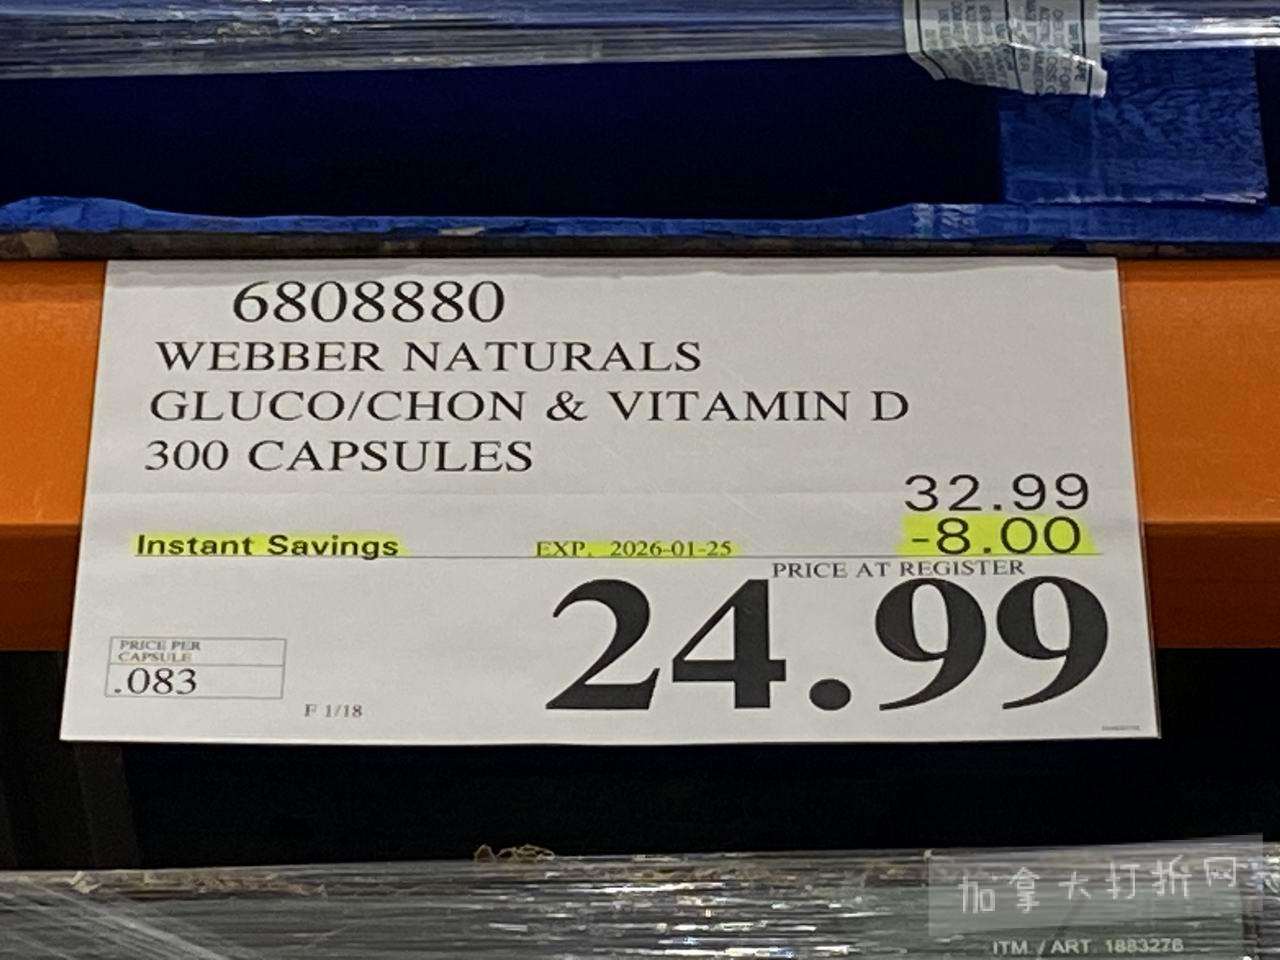 6808880
WEBBER NATURALS
GLUCO/CHON & VITAMIN D
300 CAPSULES
32.99
Instant Savings EXP. 2026-01-25 -8.00
PRICE AT REGISTER
24.99
PRICE PER
CAPSULE
.083
F 1/18
加拿大打折网
ITM. / ART. 1883276